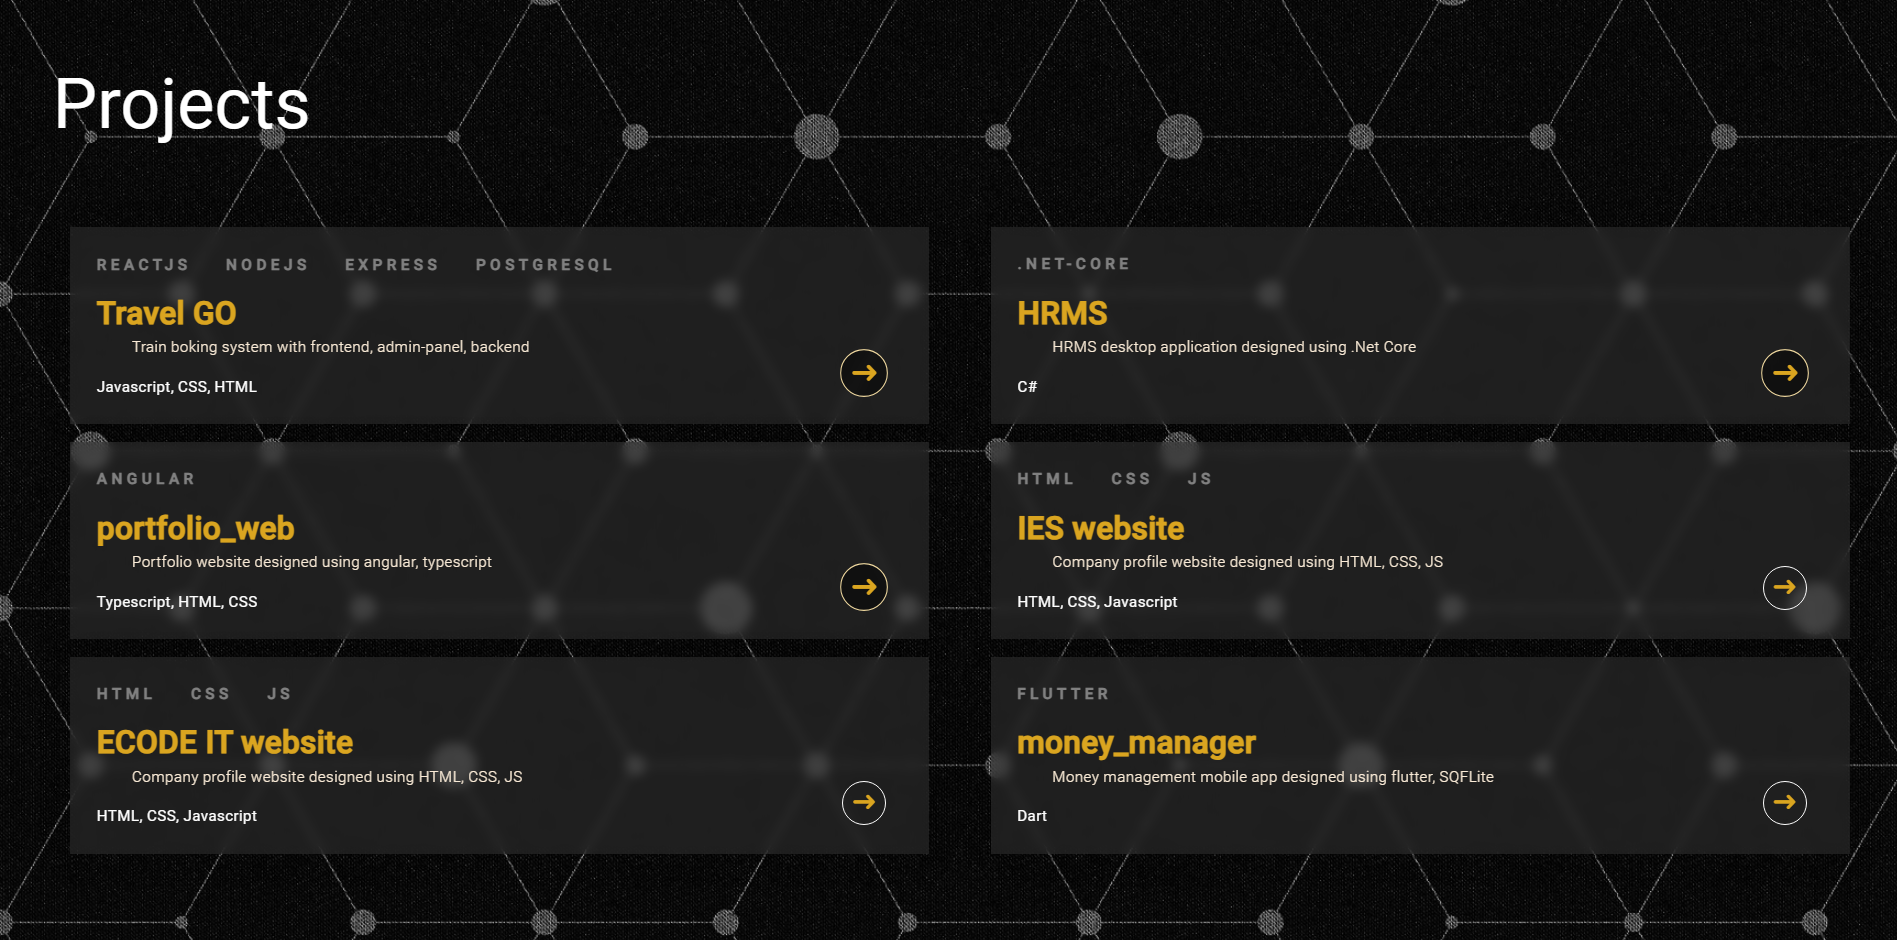 Projects
REACTJS NODEJS EXPRESS POSTGRESQL
Travel GO
Train boking system with frontend, admin-panel, backend
Javascript, CSS, HTML
.NET-CORE
HRMS
HRMS desktop application designed using .Net Core
C#
ANGULAR
portfolio_web
Portfolio website designed using angular, typescript
Typescript, HTML, CSS
HTML CSS JS
IES website
Company profile website designed using HTML, CSS, JS
HTML, CSS, Javascript
HTML CSS JS
ECODE IT website
Company profile website designed using HTML, CSS, JS
HTML, CSS, Javascript
FLUTTER
money_manager
Money management mobile app designed using flutter, SQFLite
Dart